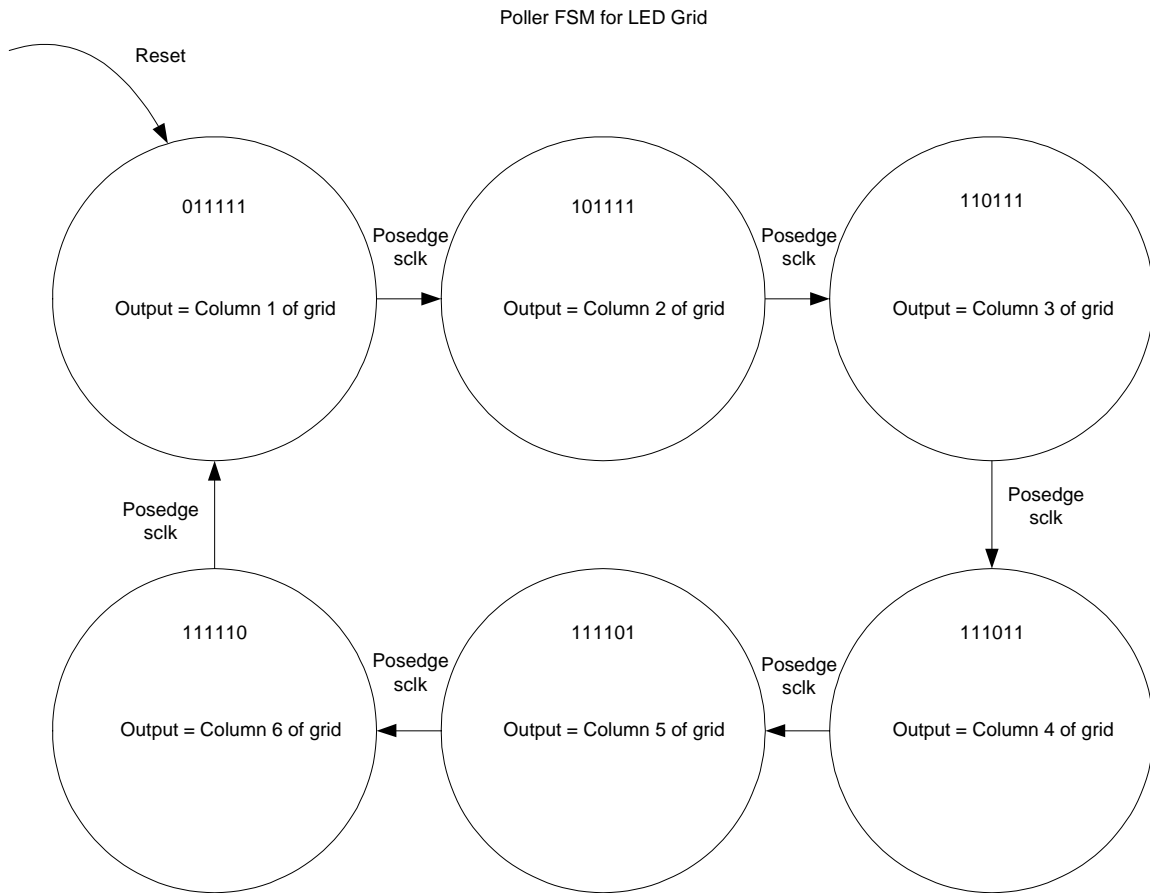 Poller FSM for LED Grid
Reset
011111
Output = Column 1 of grid
Posedge
sclk
101111
Output = Column 2 of grid
Posedge
sclk
110111
Output = Column 3 of grid
Posedge
sclk
Posedge
sclk
111110
Output = Column 6 of grid
Posedge
sclk
111101
Output = Column 5 of grid
Posedge
sclk
111011
Output = Column 4 of grid